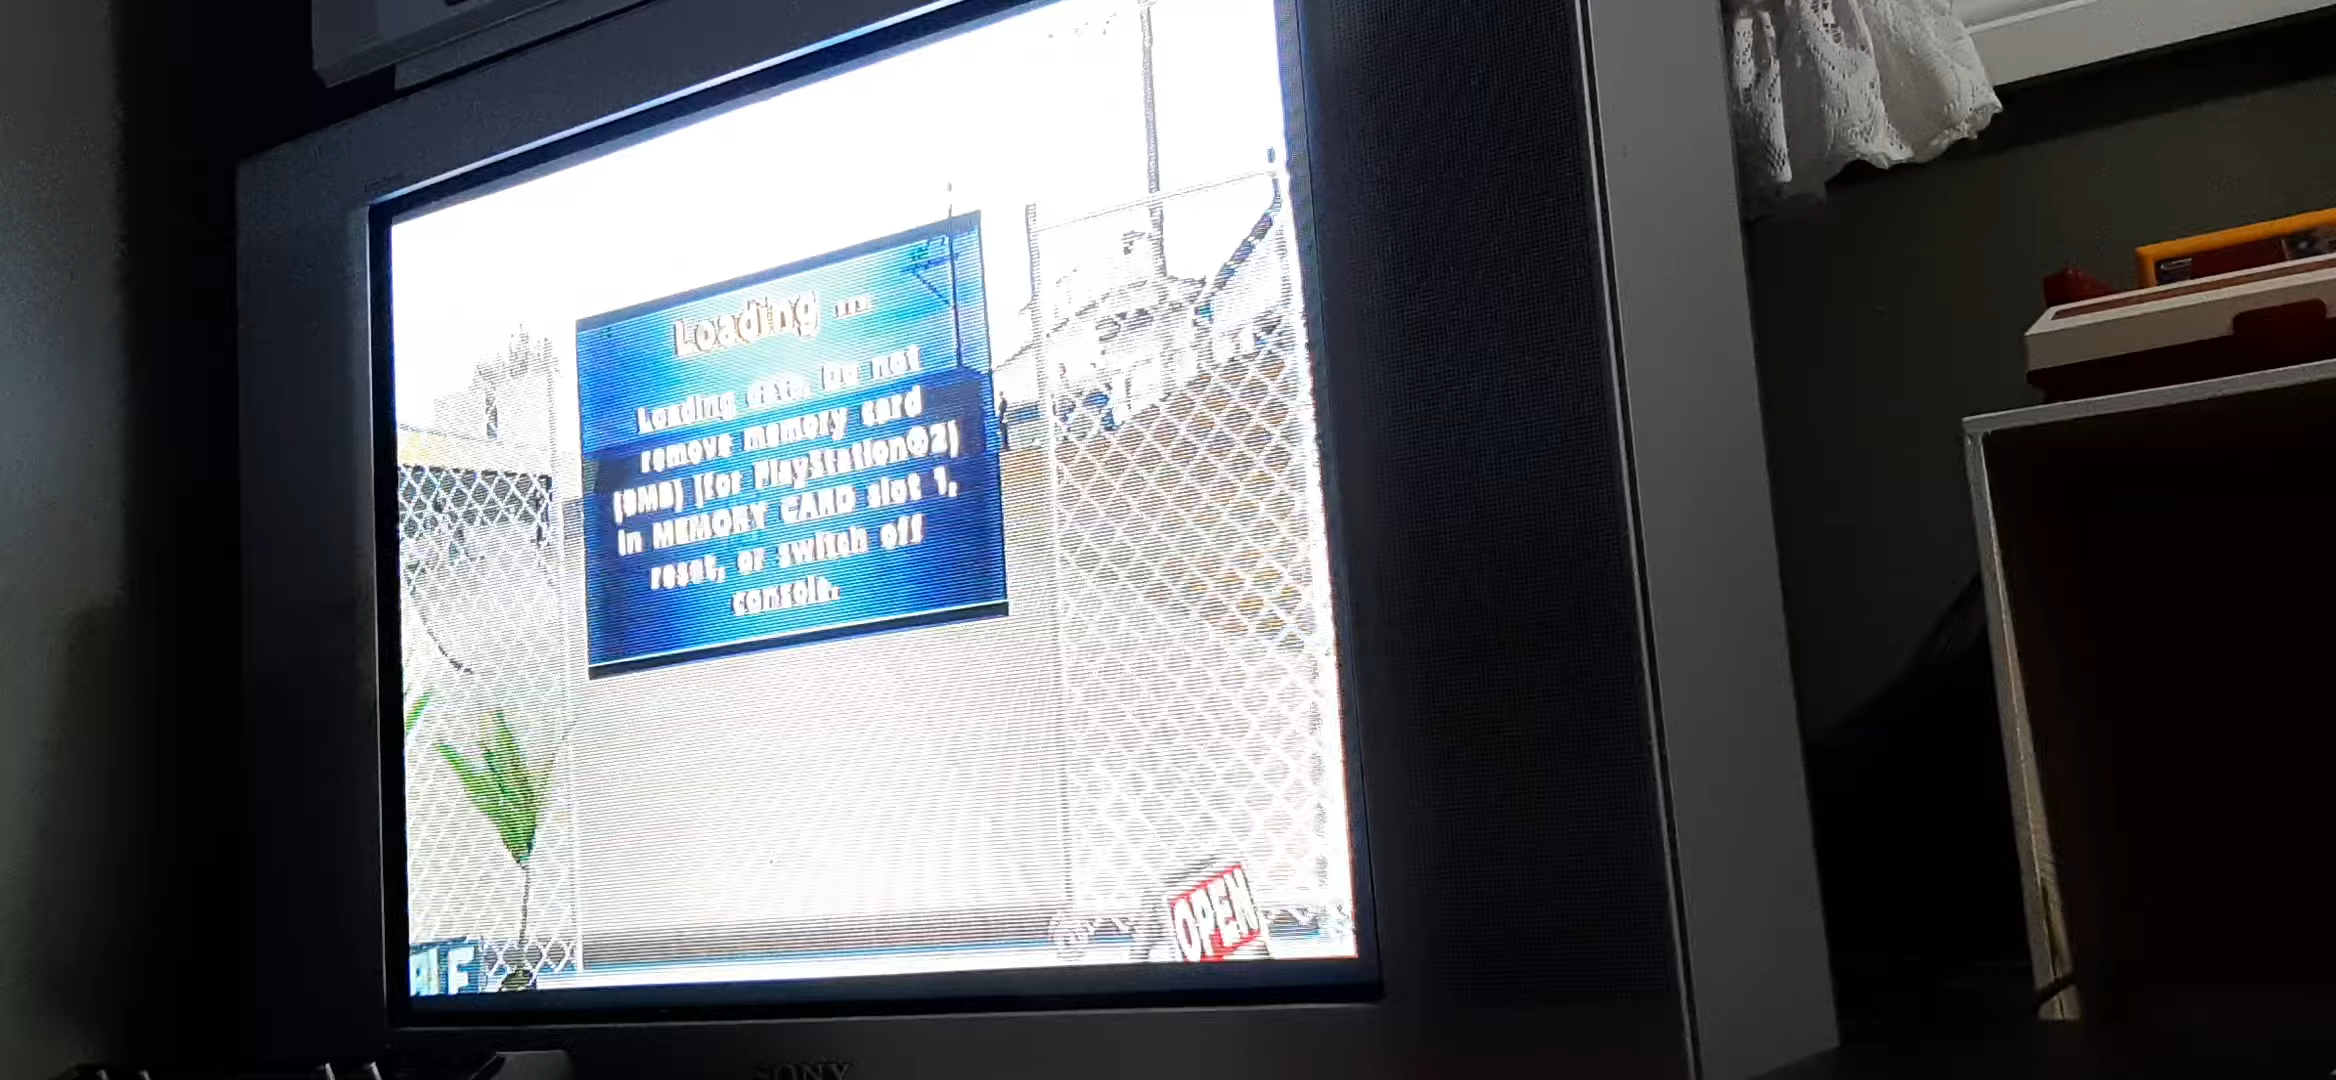 Loading ...
Loading data. Do not
remove memory card
(8MB) (for PlayStation®2)
in MEMORY CARD slot 1,
reset, or switch off
console.
OPEN
SONY